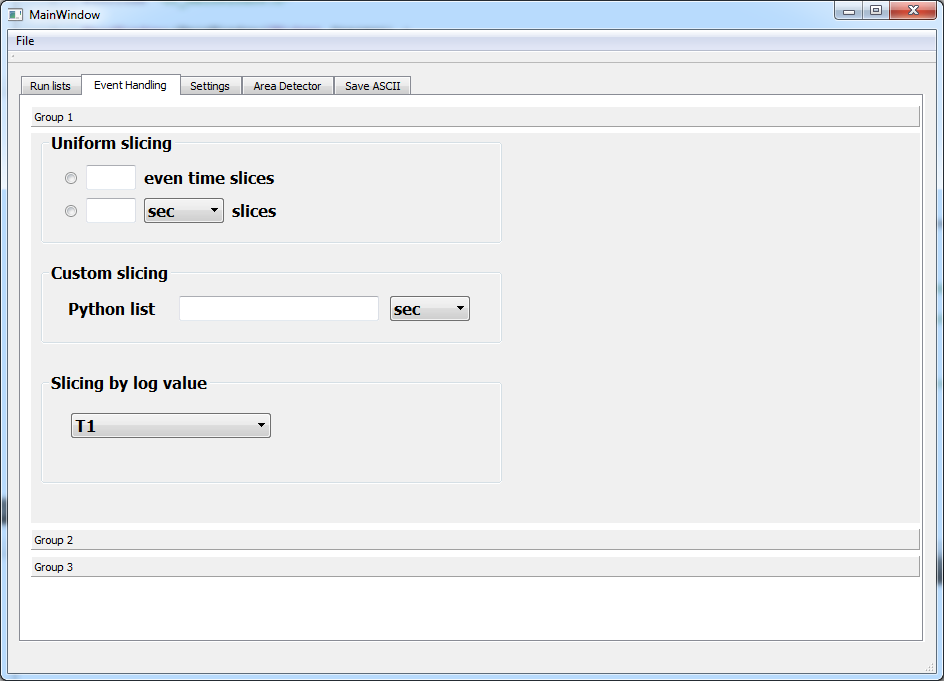 MainWindow
File
Run lists Event Handling Settings Area Detector Save ASCII
Group 1
Uniform slicing
even time slices
sec slices
Custom slicing
Python list sec
Slicing by log value
T1
Group 2
Group 3